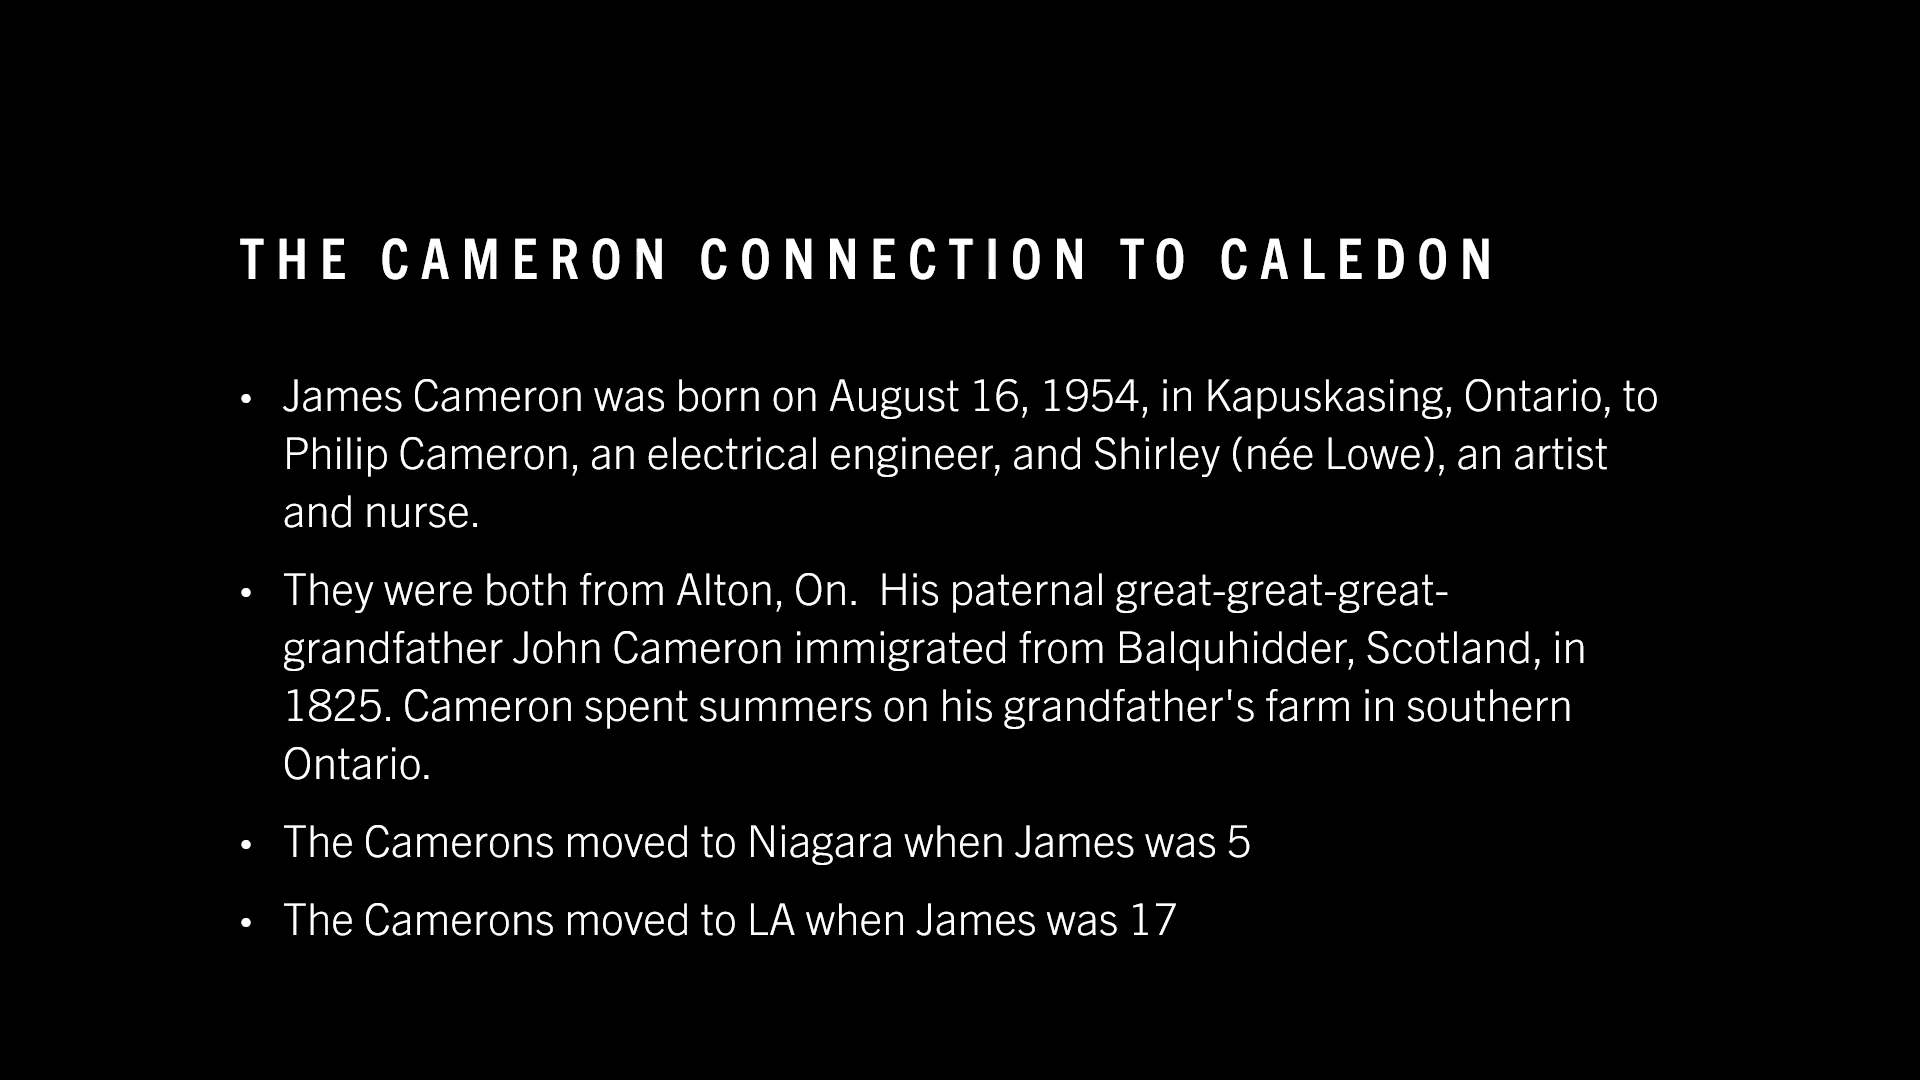 THE CAMERON CONNECTION TO CALEDON
• James Cameron was born on August 16, 1954, in Kapuskasing, Ontario, to
Philip Cameron, an electrical engineer, and Shirley (née Lowe), an artist
and nurse.
• They were both from Alton, On.  His paternal great-great-great-
grandfather John Cameron immigrated from Balquhidder, Scotland, in
1825. Cameron spent summers on his grandfather's farm in southern
Ontario.
• The Camerons moved to Niagara when James was 5
• The Camerons moved to LA when James was 17